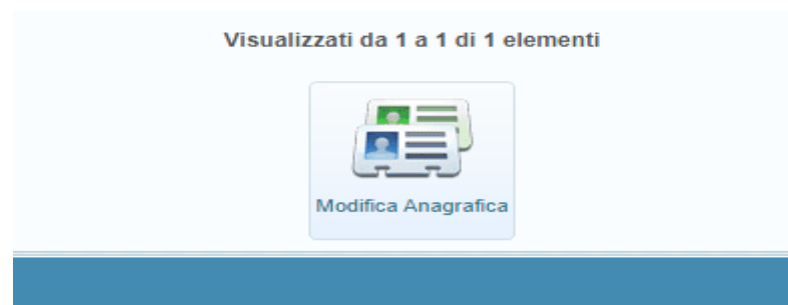 Visualizzati da 1 a 1 di 1 elementi
Modifica Anagrafica